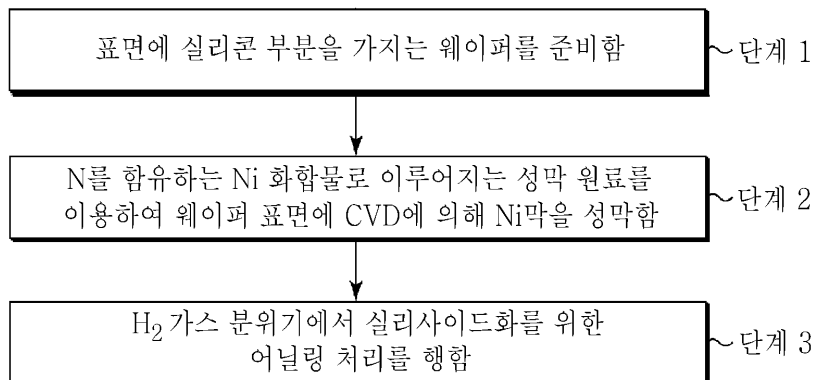 표면에 실리콘 부분을 가지는 웨이퍼를 준비함
단계 1
N를 함유하는 Ni 화합물로 이루어지는 성막 원료를
이용하여 웨이퍼 표면에 CVD에 의해 Ni막을 성막함
단계 2
H₂ 가스 분위기에서 실리사이드화를 위한
어닐링 처리를 행함
단계 3